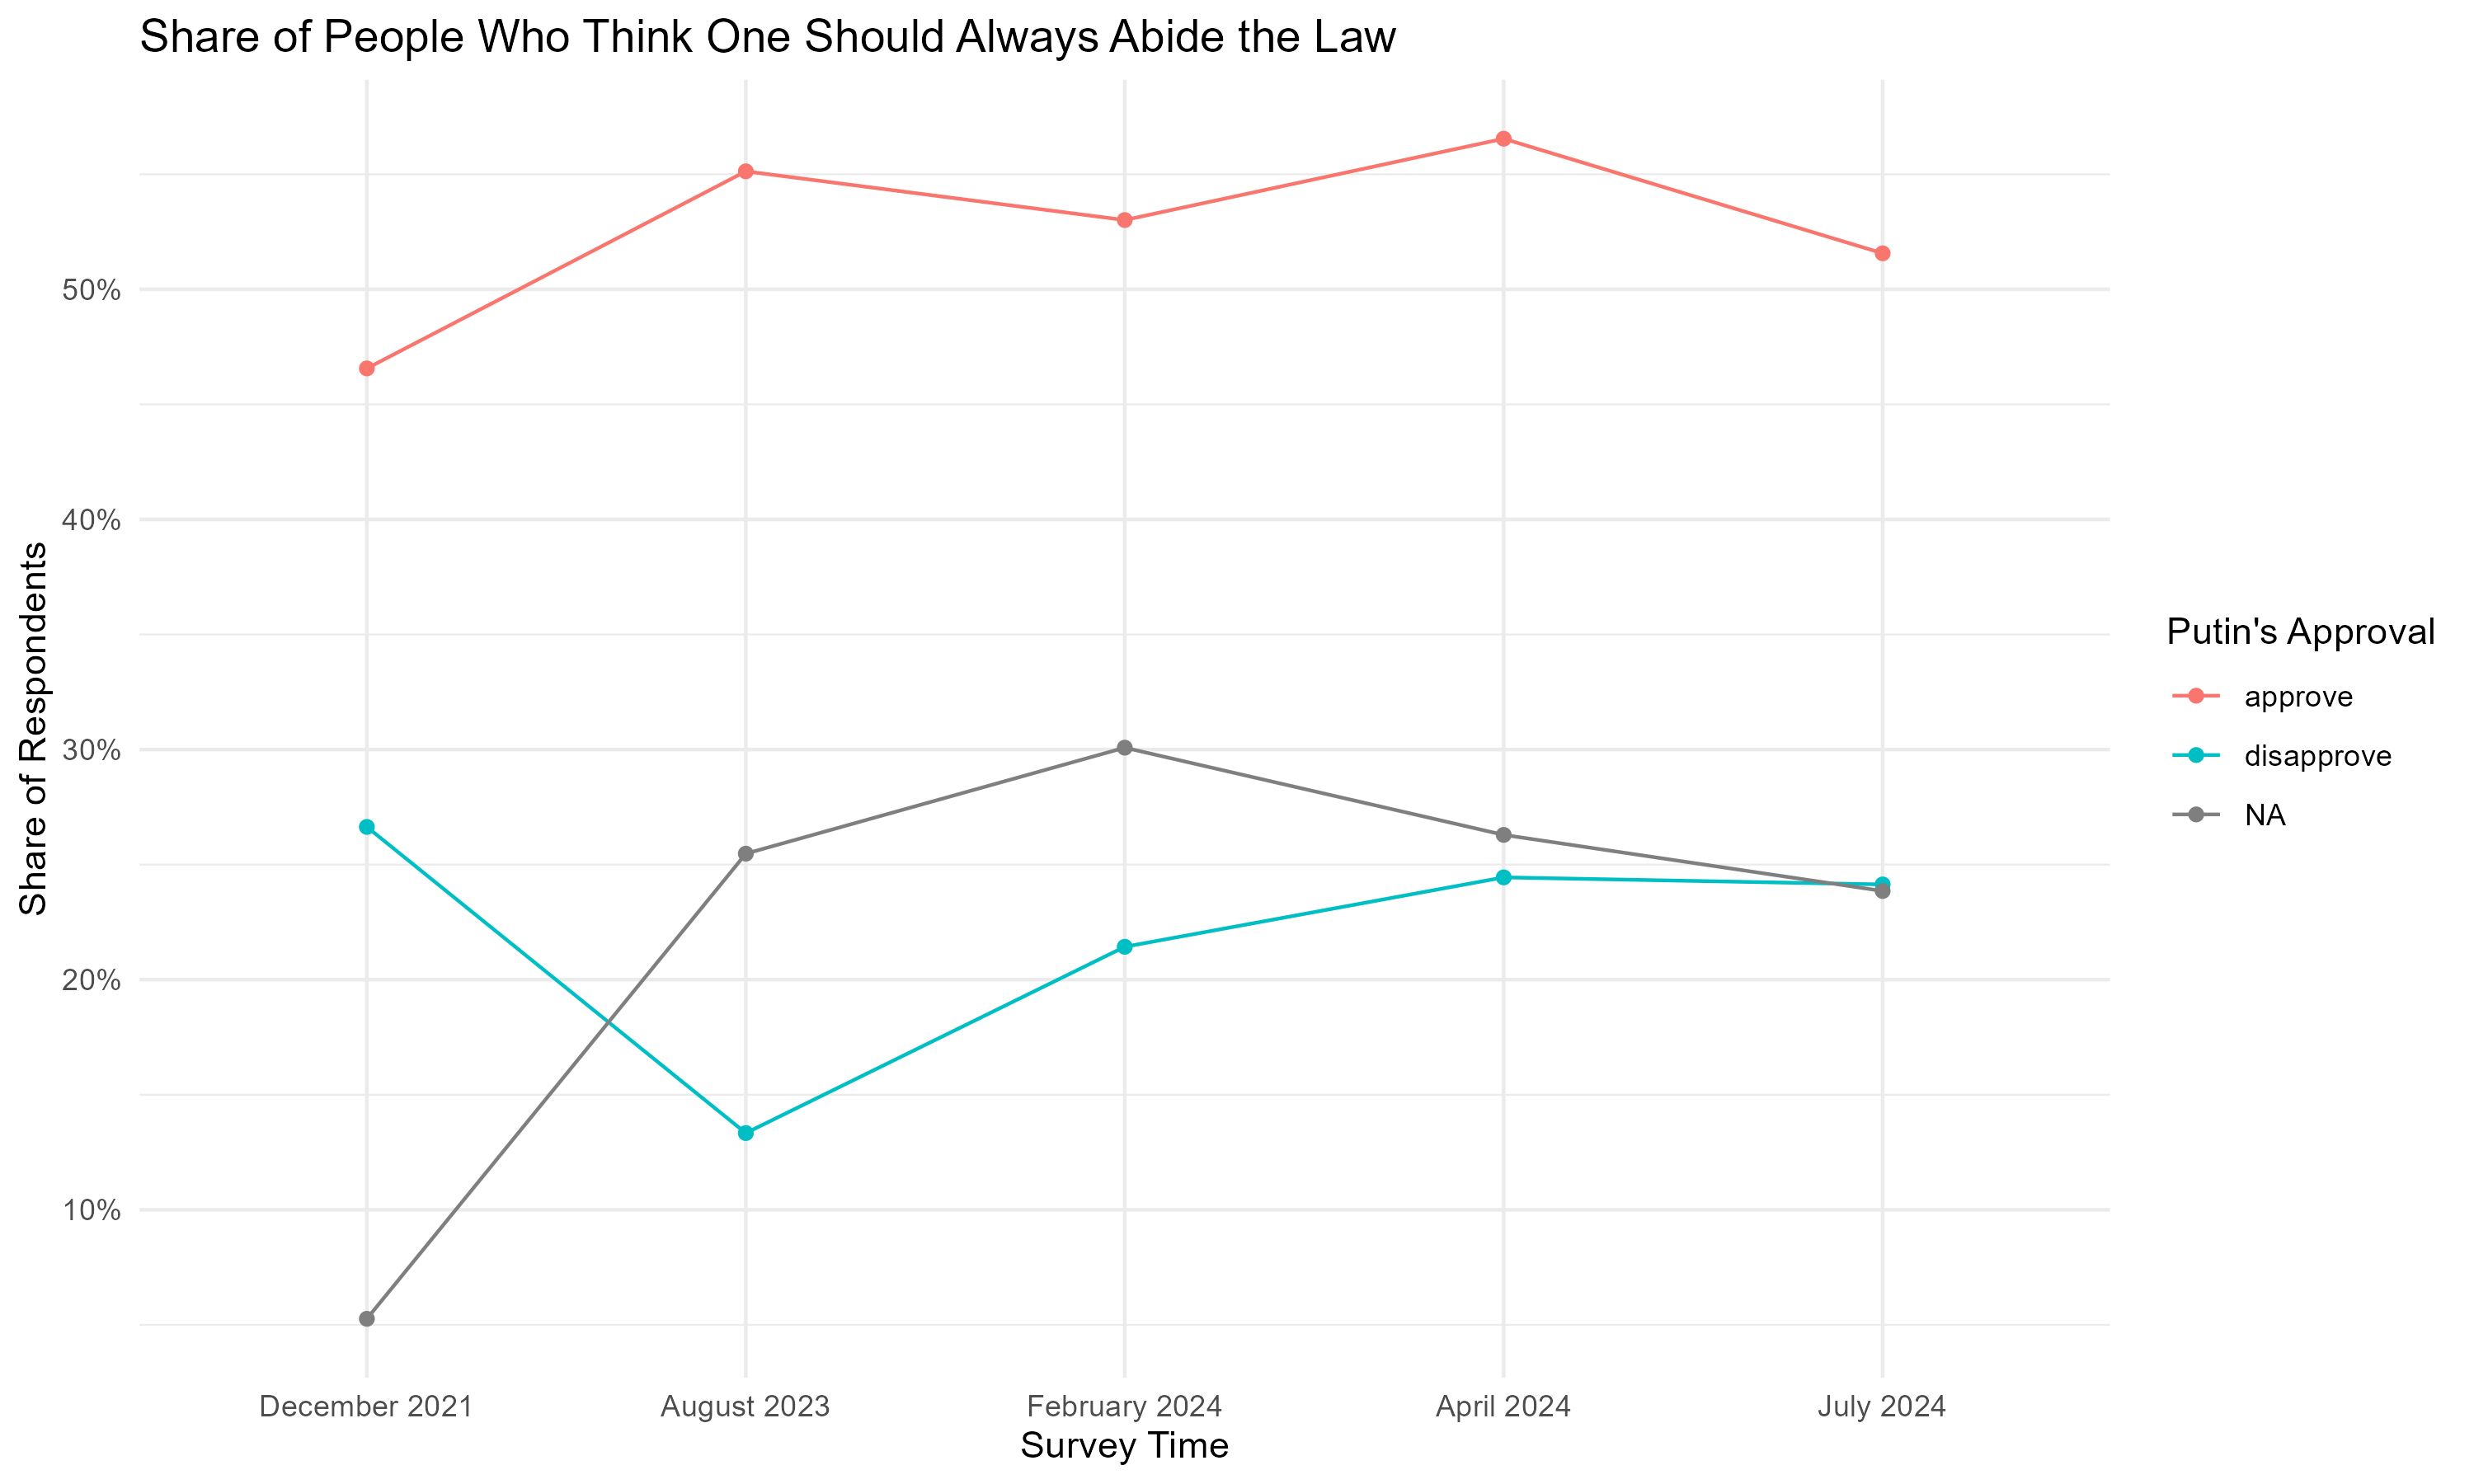 Share of People Who Think One Should Always Abide the Law
Share of Respondents
50%
40%
30%
20%
10%
December 2021
August 2023
February 2024
April 2024
July 2024
Survey Time
Putin's Approval
approve
disapprove
NA